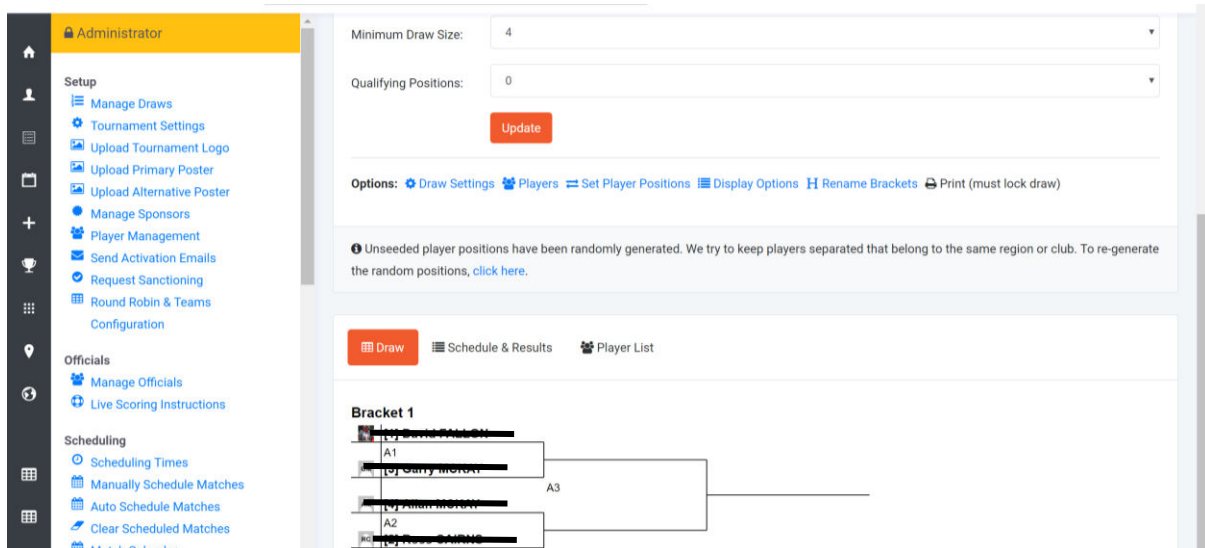 Administrator
Setup
Manage Draws
Tournament Settings
Upload Tournament Logo
Upload Primary Poster
Upload Alternative Poster
Manage Sponsors
Player Management
Send Activation Emails
Request Sanctioning
Round Robin & Teams
Configuration
Officials
Manage Officials
Live Scoring Instructions
Scheduling
Scheduling Times
Manually Schedule Matches
Auto Schedule Matches
Clear Scheduled Matches
Minimum Draw Size: 4
Qualifying Positions: 0
Update
Options: Draw Settings Players Set Player Positions Display Options Rename Brackets Print (must lock draw)
Unseeded player positions have been randomly generated. We try to keep players separated that belong to the same region or club. To re-generate
the random positions, click here.
Draw Schedule & Results Player List
Bracket 1
A1
A3
A2